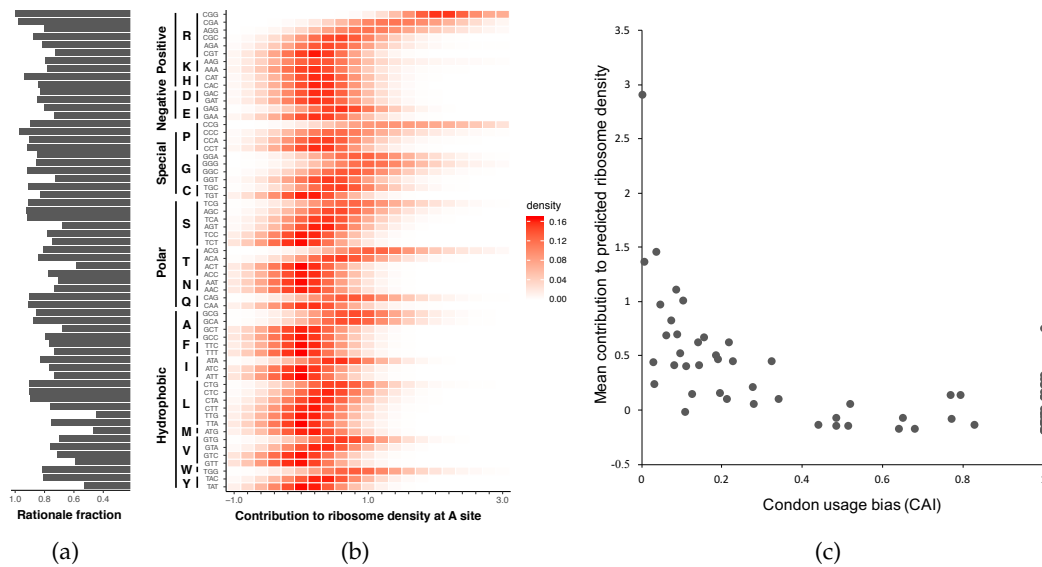 1.0 0.8 0.6 0.4
Rationale fraction
(a)
Positive
Negative
Special
Polar
Hydrophobic
R
K
H
D
E
P
G
C
S
T
N
Q
A
F
I
L
M
V
W
Y
CGG
CGA
AGG
CGC
AGA
CGT
AAG
AAA
CAT
CAC
GAC
GAT
GAG
GAA
CCG
CCC
CCA
CCT
GGA
GGG
GGC
GGT
TGC
TGT
TCG
AGC
TCA
AGT
TCC
TCT
ACG
ACA
ACT
ACC
AAT
AAC
CAG
CAA
GCG
GCA
GCT
GCC
TTC
TTT
ATA
ATC
ATT
CTG
CTC
CTA
CTT
TTG
TTA
ATG
GTG
GTA
GTC
GTT
TGG
TAC
TAT
−1.0 1.0 3.0
Contribution to ribosome density at A site
density
0.16
0.12
0.08
0.04
0.00
(b)
Mean contribution to predicted ribosome density
3.5
3
2.5
2
1.5
1
0.5
0
-0.5
0 0.2 0.4 0.6 0.8
Condon usage bias (CAI)
(c)